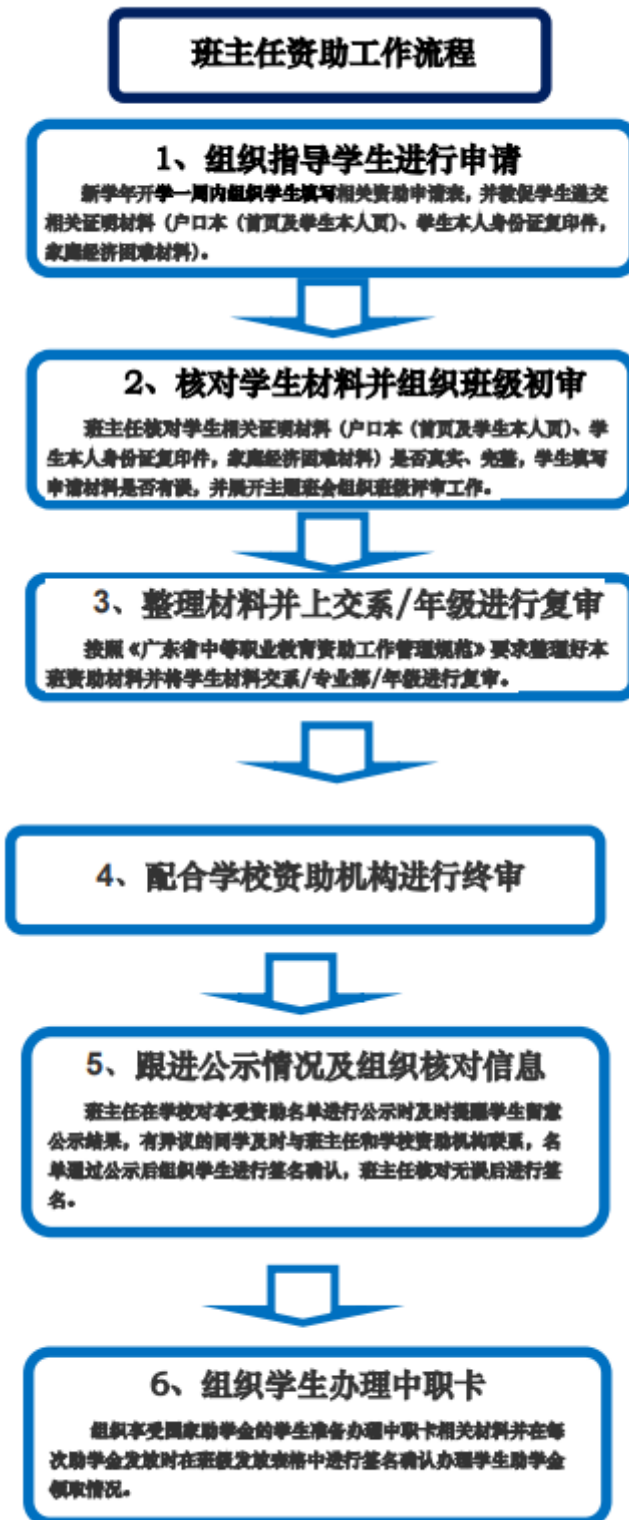 班主任资助工作流程
1、组织指导学生进行申请
新学年开学一周内组织学生填写相关资助申请表，并敦促学生递交
相关证明材料（户口本（首页及学生本人页）、学生本人身份证复印件，
家庭经济困难材料）。
2、核对学生材料并组织班级初审
班主任核对学生相关证明材料（户口本（首页及学生本人页）、学
生本人身份证复印件，家庭经济困难材料）是否真实、完整，学生填写
申请材料是否有误，并展开主题班会组织班级评审工作。
3、整理材料并上交系/年级进行复审
按照《广东省中等职业教育资助工作管理规范》要求整理好本
班资助材料并将学生材料交系/专业部/年级进行复审。
4、配合学校资助机构进行终审
5、跟进公示情况及组织核对信息
班主任在学校对享受资助名单进行公示时及时提醒学生留意
公示结果，有异议的同学及时与班主任和学校资助机构联系，名
单通过公示后组织学生进行签名确认，班主任核对无误后进行签
名。
6、组织学生办理中职卡
组织享受国家助学金的学生准备办理中职卡相关材料并在每
次助学金发放时在班级发放表格中进行签名确认办理学生助学金
领取情况。